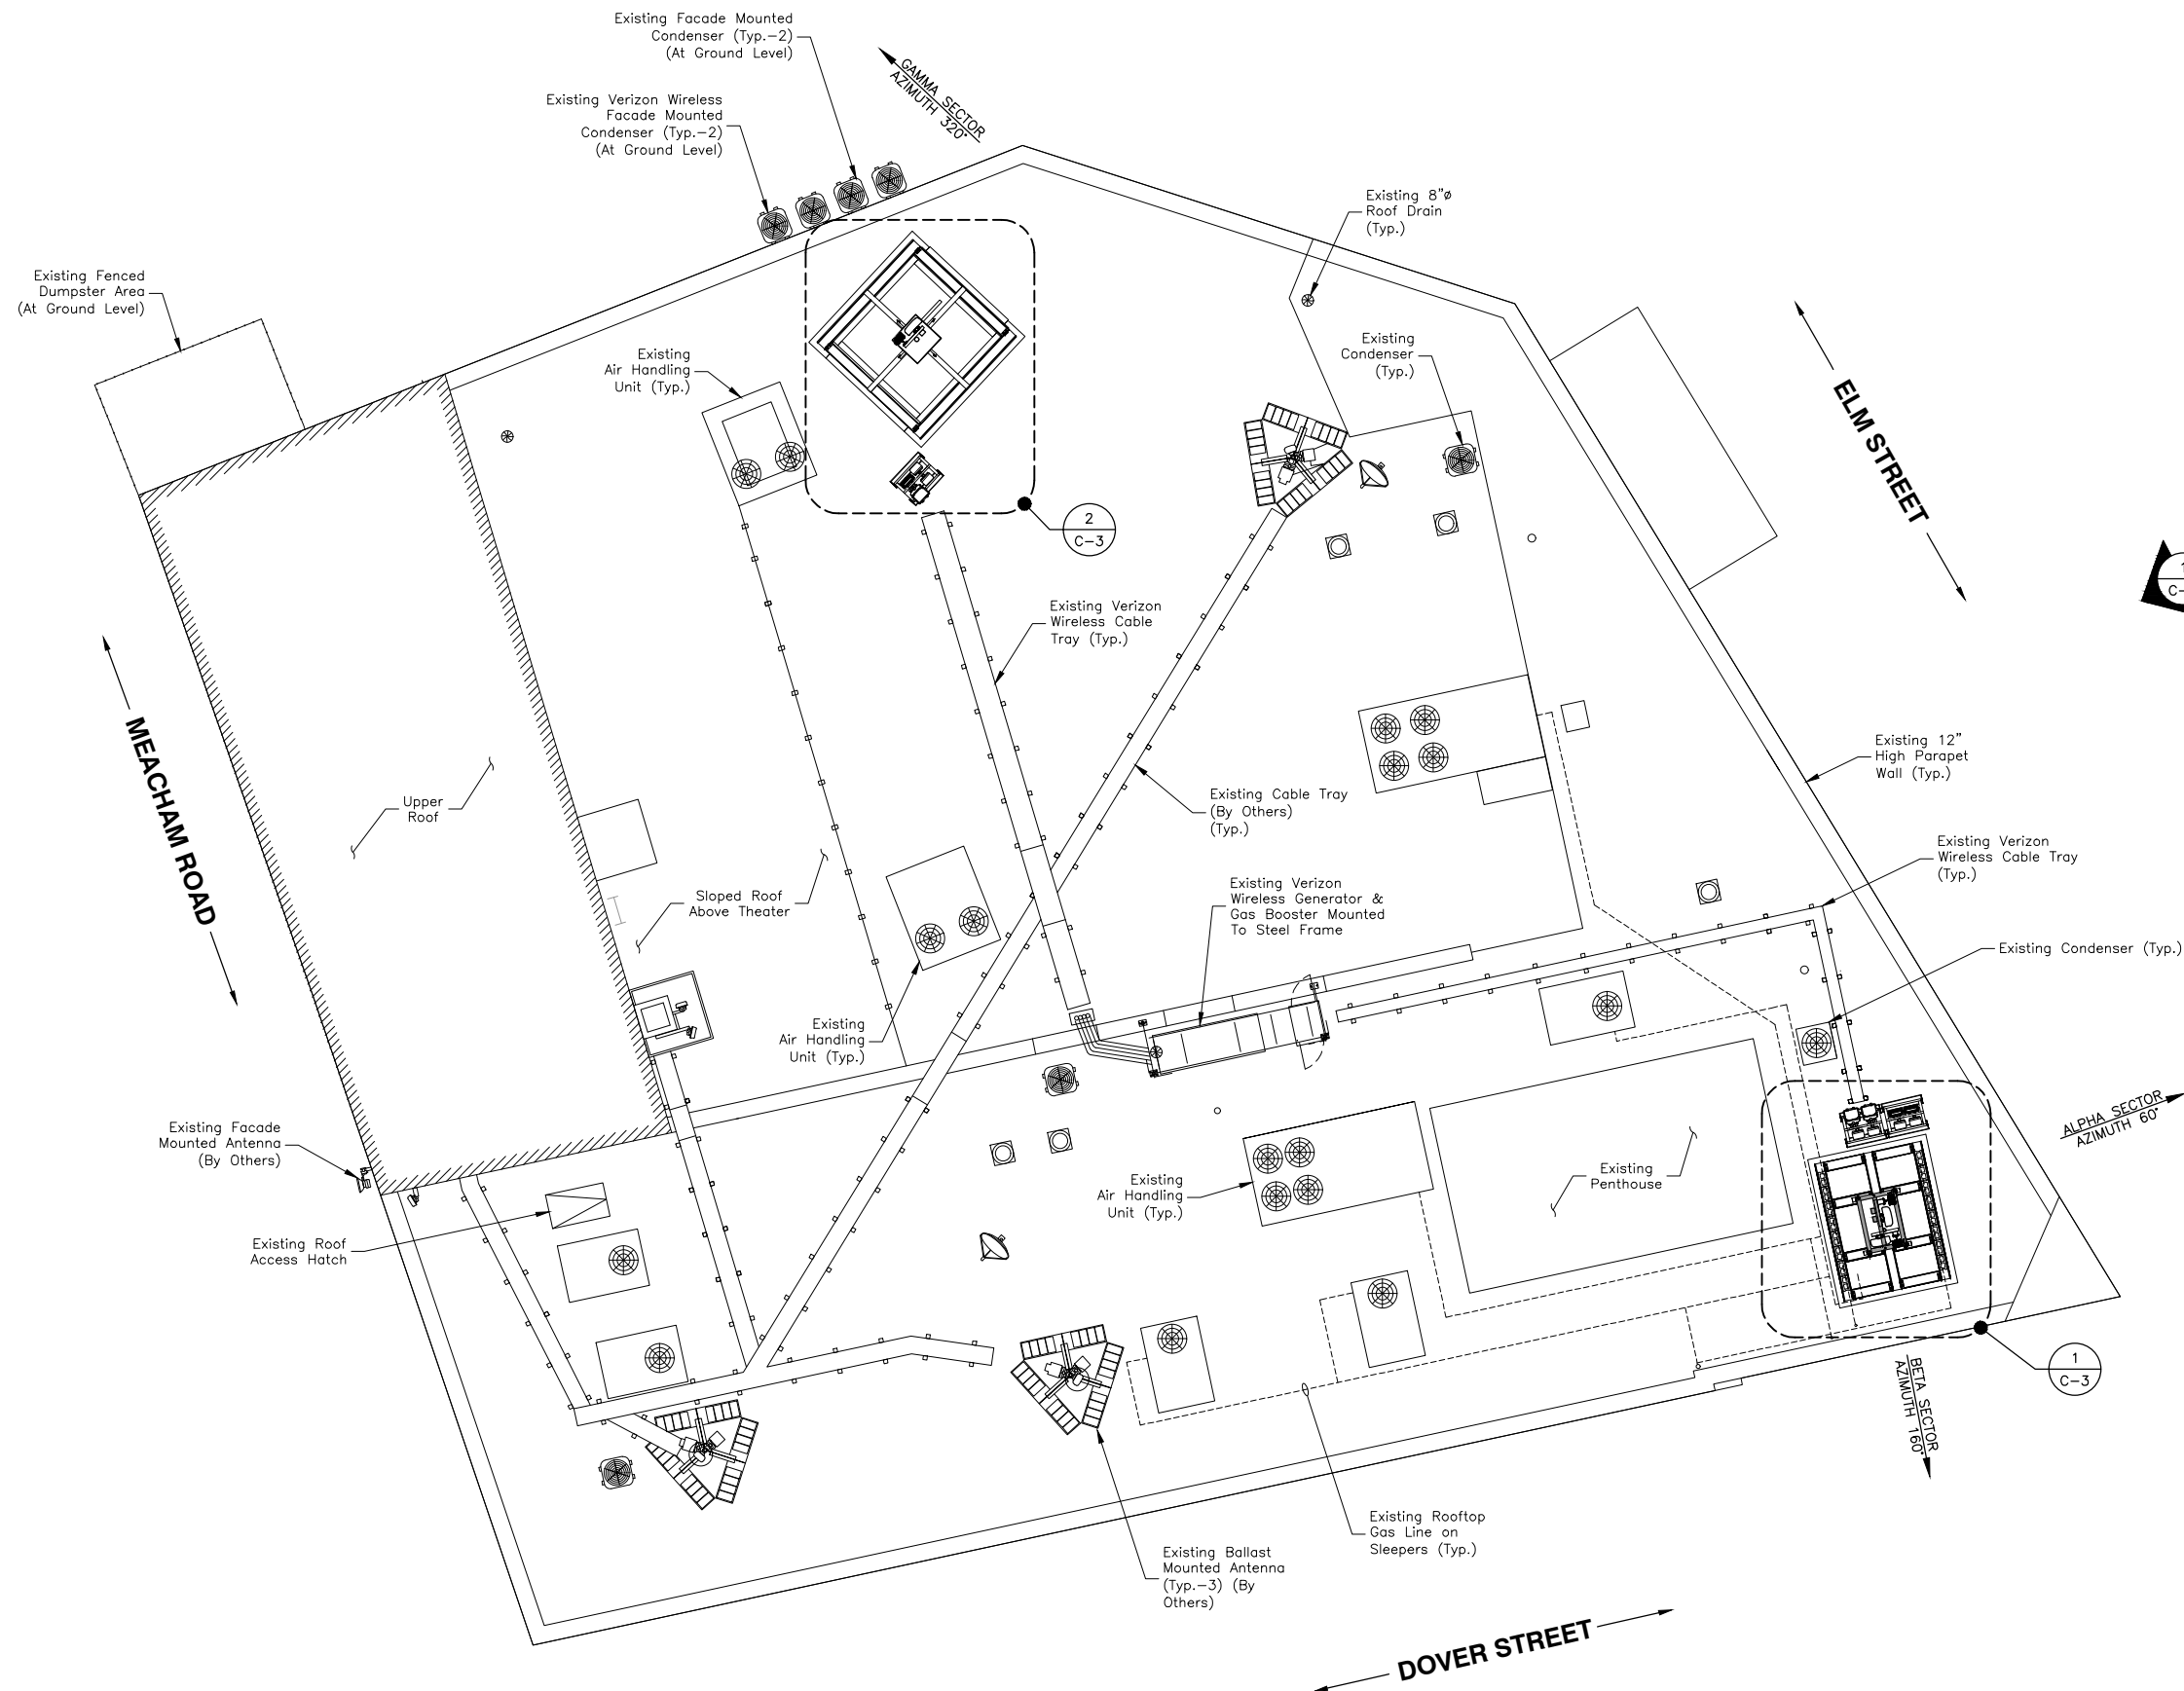 Existing Facade Mounted
Condenser (Typ.-2)
(At Ground Level)
GAMMA SECTOR
AZIMUTH 320°
Existing Verizon Wireless
Facade Mounted
Condenser (Typ.-2)
(At Ground Level)
Existing 8"ø
Roof Drain
(Typ.)
Existing Fenced
Dumpster Area
(At Ground Level)
Existing
Air Handling
Unit (Typ.)
Existing
Condenser
(Typ.)
ELM STREET
2
C-3
1
C-
Existing Verizon
Wireless Cable
Tray (Typ.)
MEACHAM ROAD
Existing 12"
High Parapet
Wall (Typ.)
Upper
Roof
Existing Cable Tray
(By Others)
(Typ.)
Existing Verizon
Wireless Cable Tray
(Typ.)
Sloped Roof
Above Theater
Existing Verizon
Wireless Generator &
Gas Booster Mounted
To Steel Frame
Existing Condenser (Typ.)
Existing
Air Handling
Unit (Typ.)
ALPHA SECTOR
AZIMUTH 60°
Existing Facade
Mounted Antenna
(By Others)
Existing
Air Handling
Unit (Typ.)
Existing
Penthouse
Existing Roof
Access Hatch
1
C-3
BETA SECTOR
AZIMUTH 160°
Existing Rooftop
Gas Line on
Sleepers (Typ.)
Existing Ballast
Mounted Antenna
(Typ.-3) (By
Others)
DOVER STREET